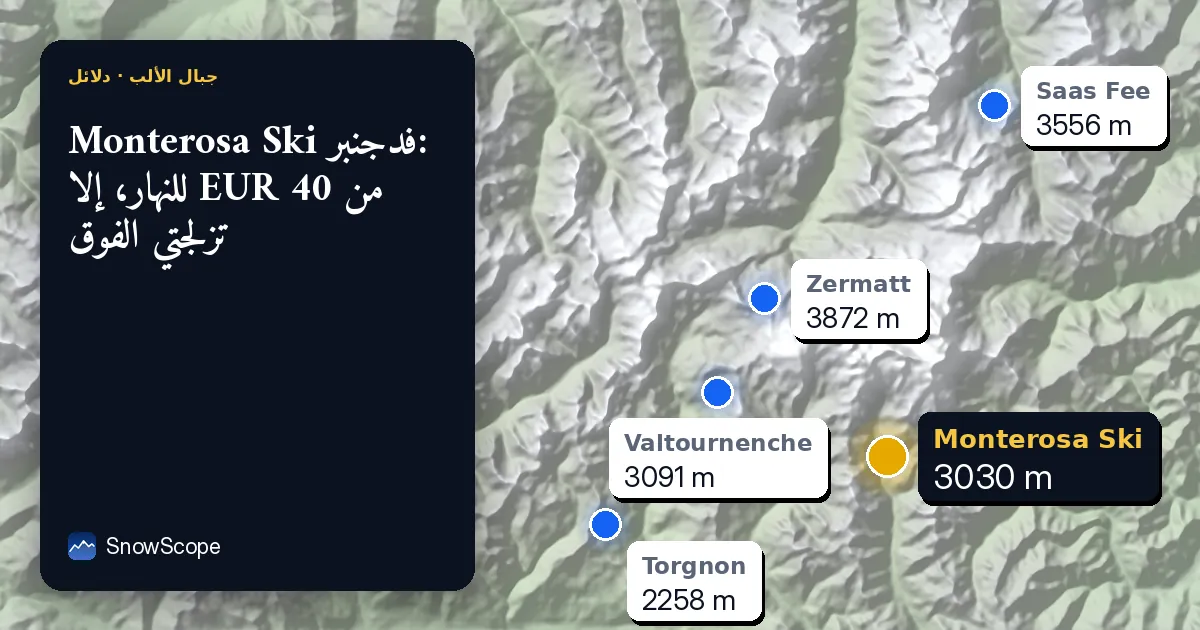 جبال الألب · دلائل
Monterosa Ski فدجنبر:
من 40 EUR للنهار، إلا
تزلجتي الفوق
SnowScope
Saas Fee
3556 m
Zermatt
3872 m
Valtournenche
3091 m
Monterosa Ski
3030 m
Torgnon
2258 m